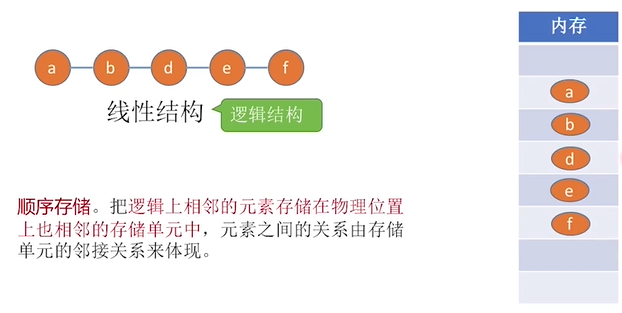 内存
a b d e f
线性结构
逻辑结构
a
b
d
e
f
顺序存储。把逻辑上相邻的元素存储在物理位置
上也相邻的存储单元中，元素之间的关系由存储
单元的邻接关系来体现。